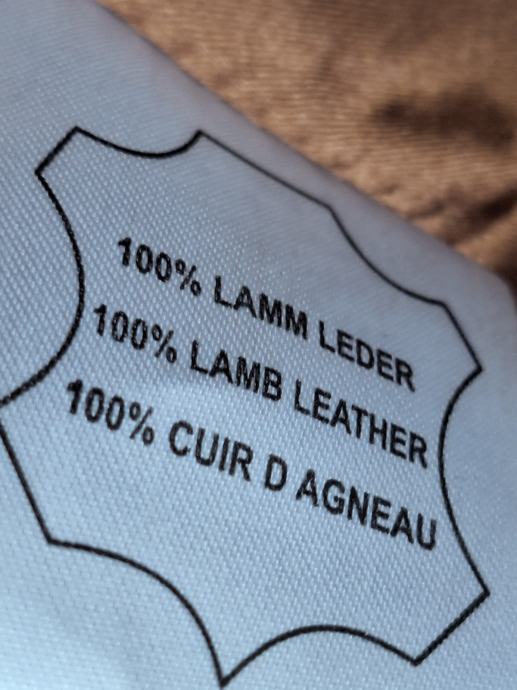 100% LAMM LEDER
100% LAMB LEATHER
100% CUIR D AGNEAU